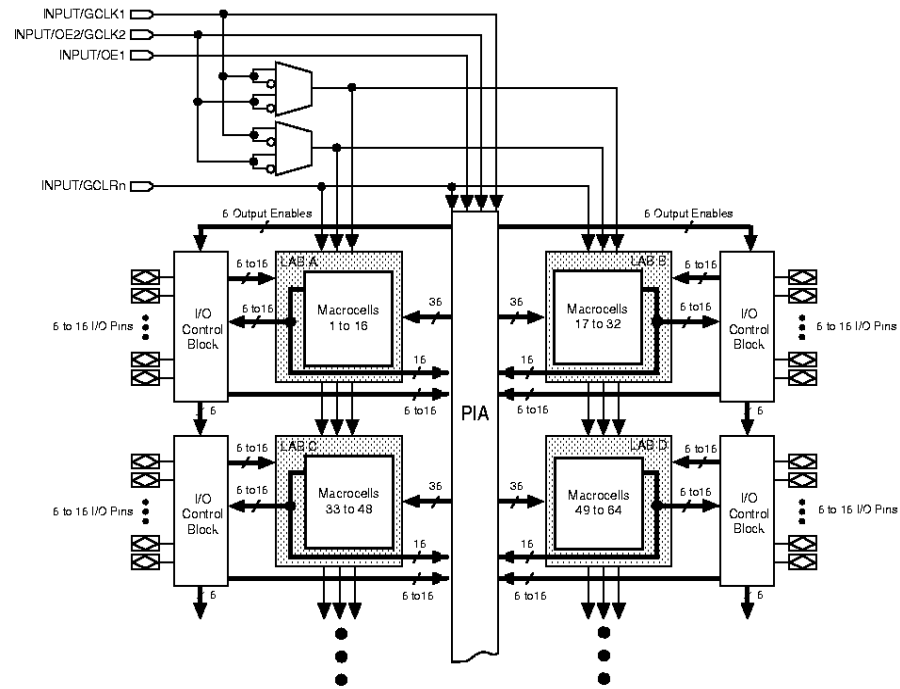 INPUT/GCLK1
INPUT/OE2/GCLK2
INPUT/OE1
INPUT/GCLRn
6 Output Enables
6 Output Enables
LAB A
LAB B
6 to16
6 to16
6 to16
Macrocells
1 to 16
36
36
Macrocells
17 to 32
6 to16
6 to 16 I/O Pins
I/O
Control
Block
I/O
Control
Block
6 to 16 I/O Pins
16
16
6 to16
6 to16
PIA
6
6
LAB C
LAB D
6 to16
6 to16
6 to16
Macrocells
33 to 48
36
36
Macrocells
49 to 64
6 to16
6 to 16 I/O Pins
I/O
Control
Block
I/O
Control
Block
6 to 16 I/O Pins
16
16
6 to16
6 to16
6
6